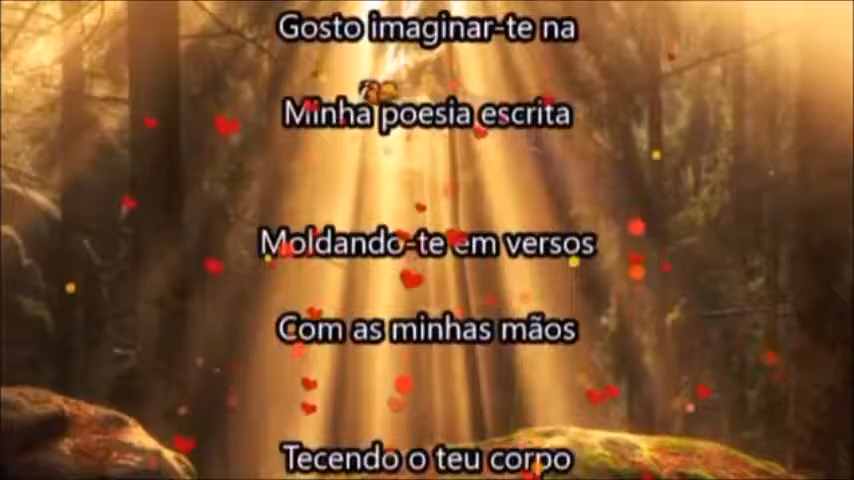 Gosto imaginar-te na
Minha poesia escrita
Moldando-te em versos
Com as minhas mãos
Tecendo o teu corpo